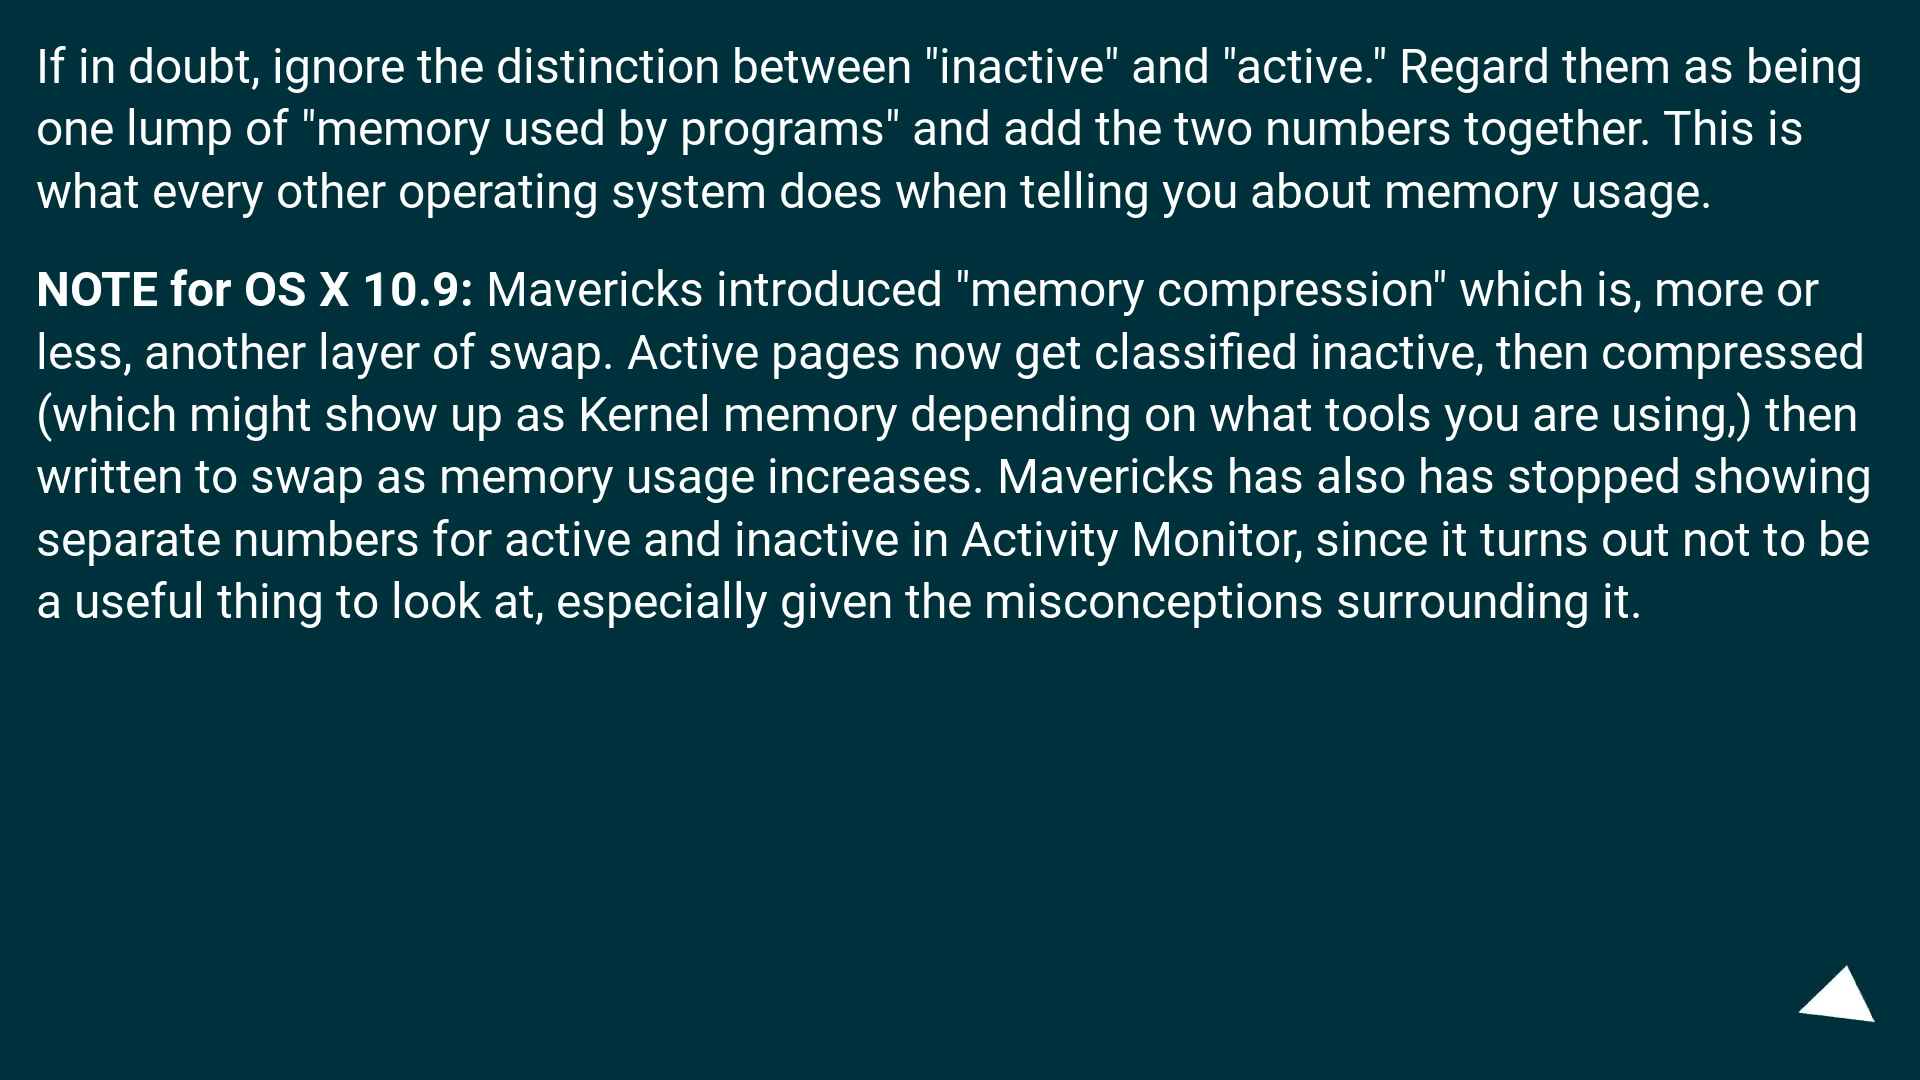 If in doubt, ignore the distinction between "inactive" and "active." Regard them as being
one lump of "memory used by programs" and add the two numbers together. This is
what every other operating system does when telling you about memory usage.
NOTE for OS X 10.9: Mavericks introduced "memory compression" which is, more or
less, another layer of swap. Active pages now get classified inactive, then compressed
(which might show up as Kernel memory depending on what tools you are using,) then
written to swap as memory usage increases. Mavericks has also has stopped showing
separate numbers for active and inactive in Activity Monitor, since it turns out not to be
a useful thing to look at, especially given the misconceptions surrounding it.